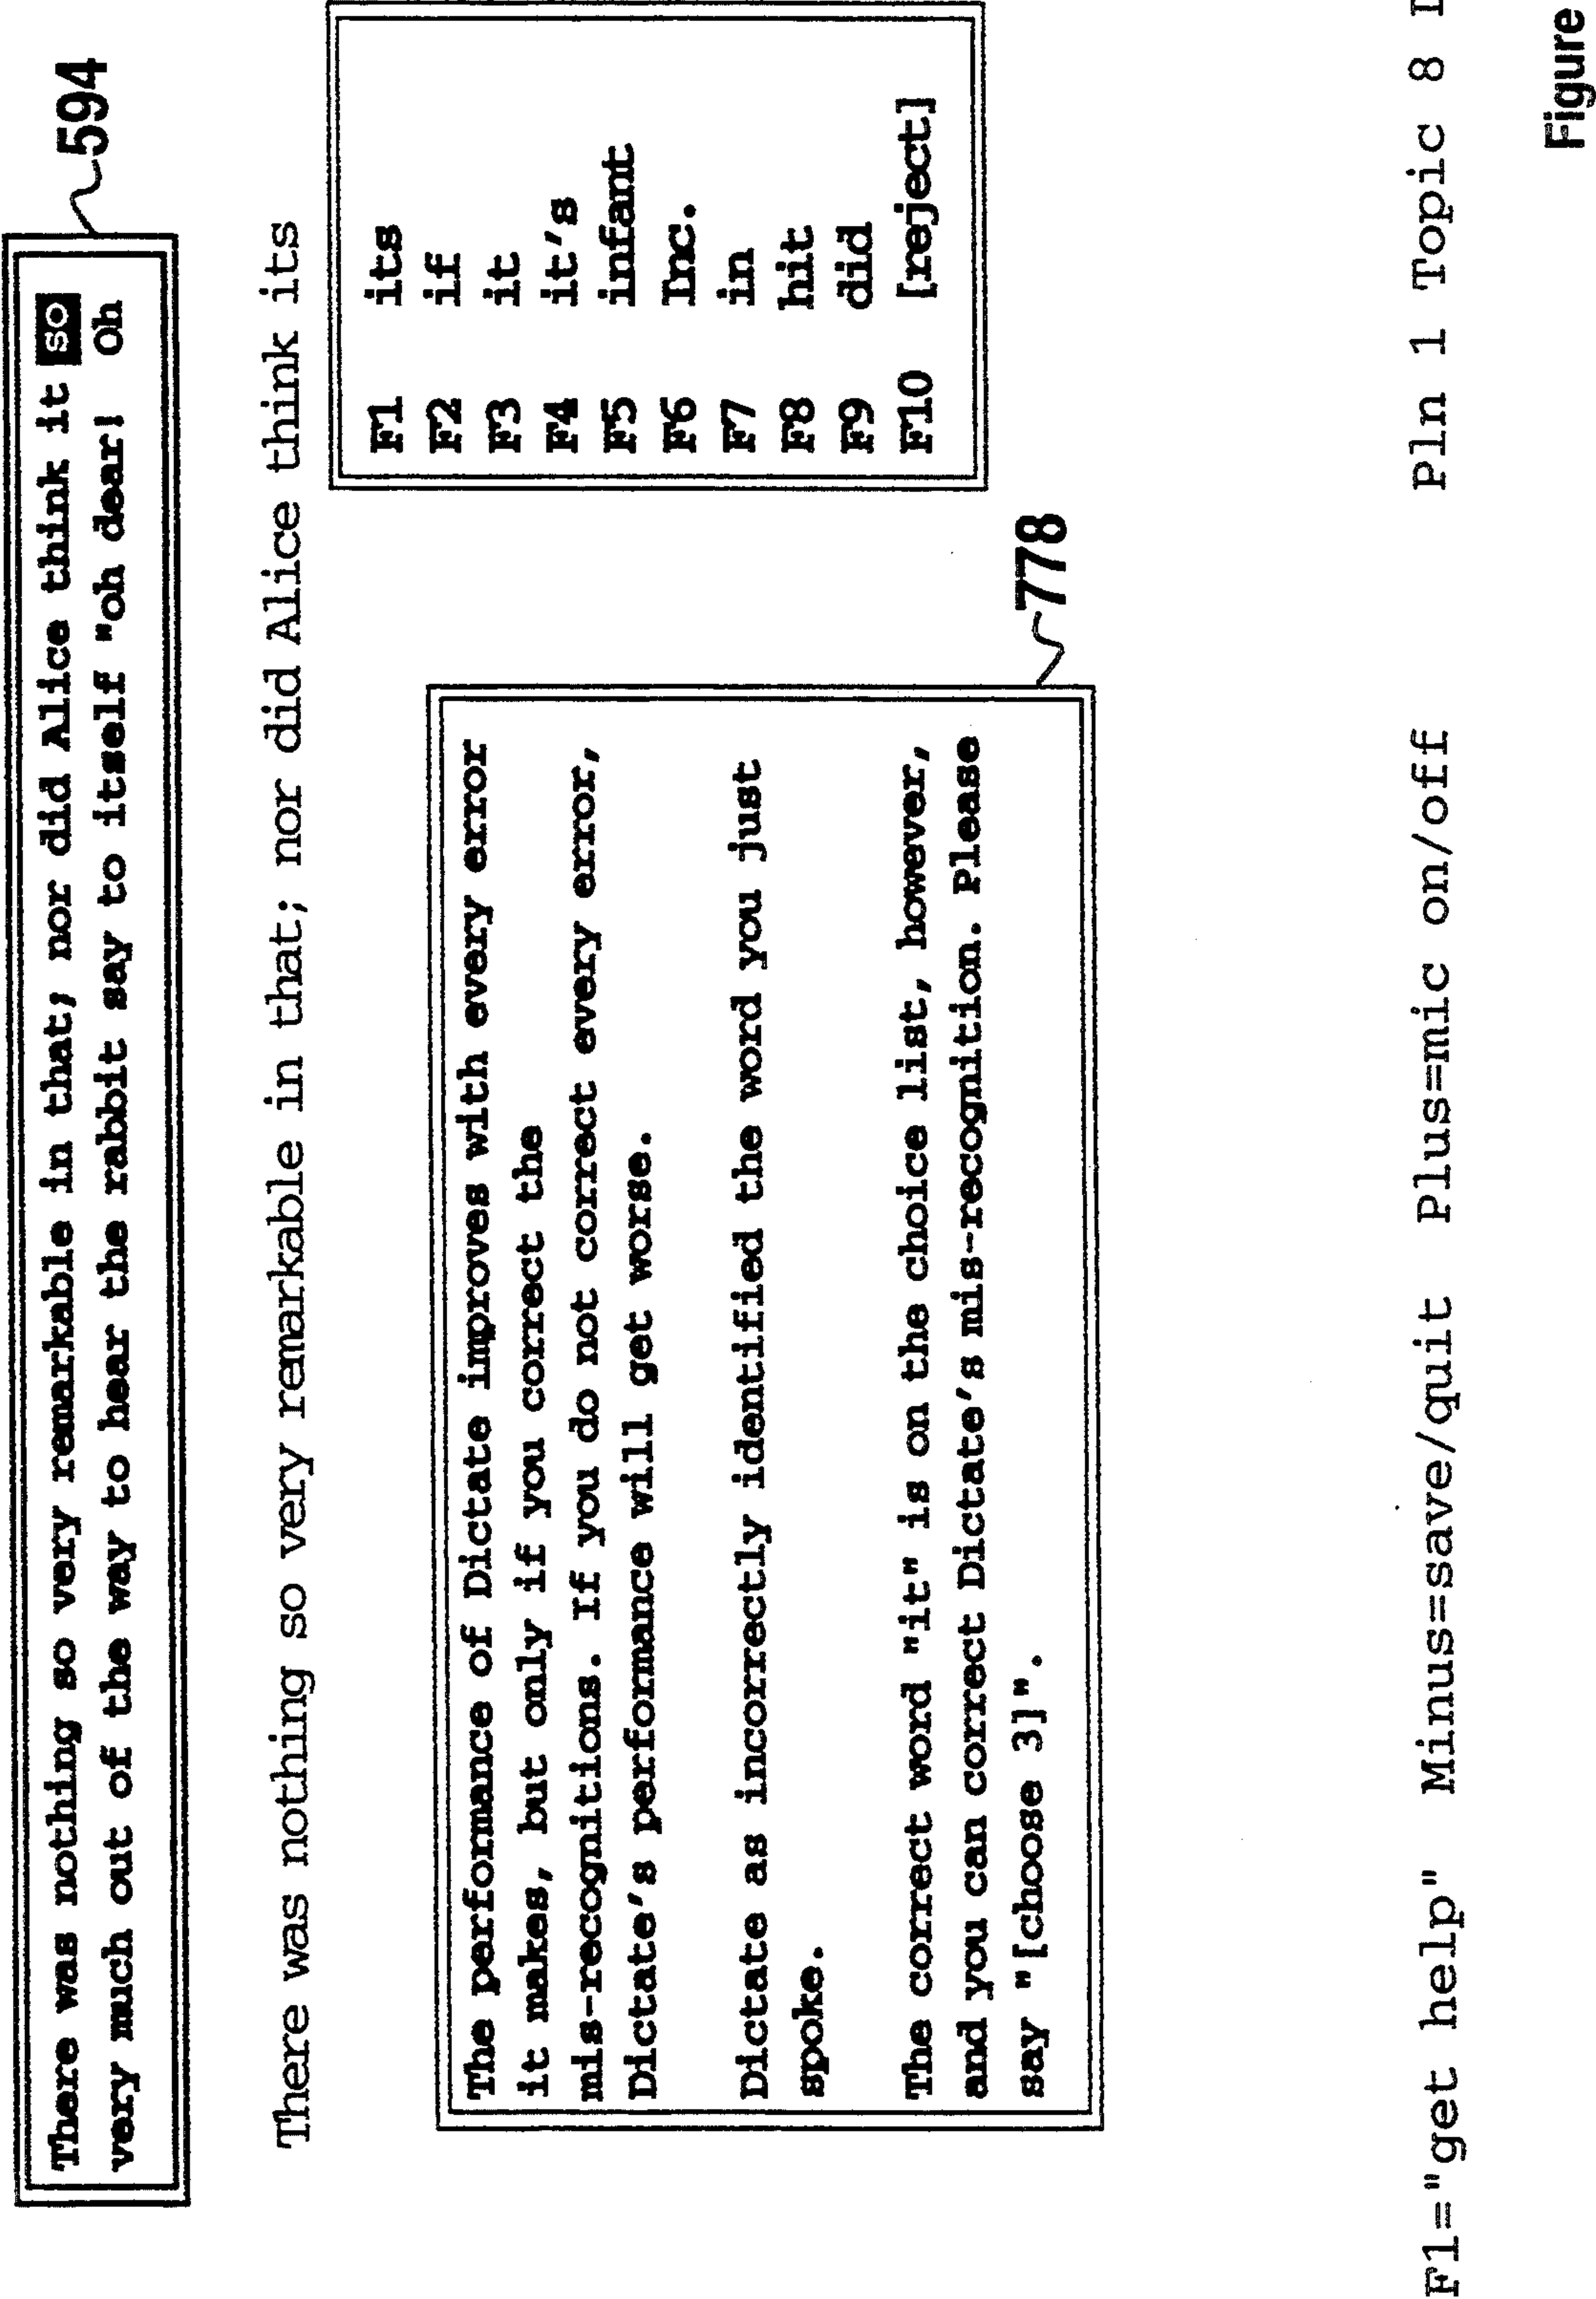 There was nothing so very remarkable in that; nor did Alice think it so
very much out of the way to hear the rabbit say to itself "oh dear! Oh
594
There was nothing so very remarkable in that; nor did Alice think its
F1 its
F2 if
F3 it
F4 it's
F5 infant
F6 Inc.
F7 in
F8 hit
F9 did
F10 [reject]
The performance of Dictate improves with every error
it makes, but only if you correct the
mis-recognitions. If you do not correct every error,
Dictate's performance will get worse.
Dictate as incorrectly identified the word you just
spoke.
The correct word "it" is on the choice list, however,
and you can correct Dictate's mis-recognition. Please
say "[choose 3]".
778
F1="get help" Minus=save/quit Plus=mic on/off Pln 1 Topic 8
Figure